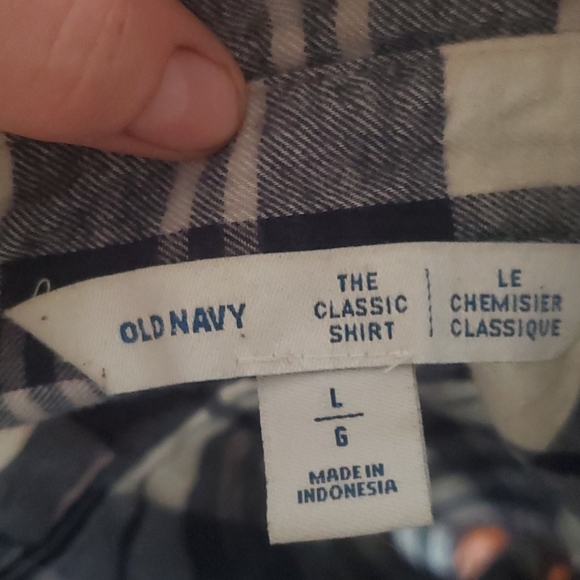 OLD NAVY
THE
CLASSIC
SHIRT
LE
CHEMISIER
CLASSIQUE
L
G
MADE IN
INDONESIA